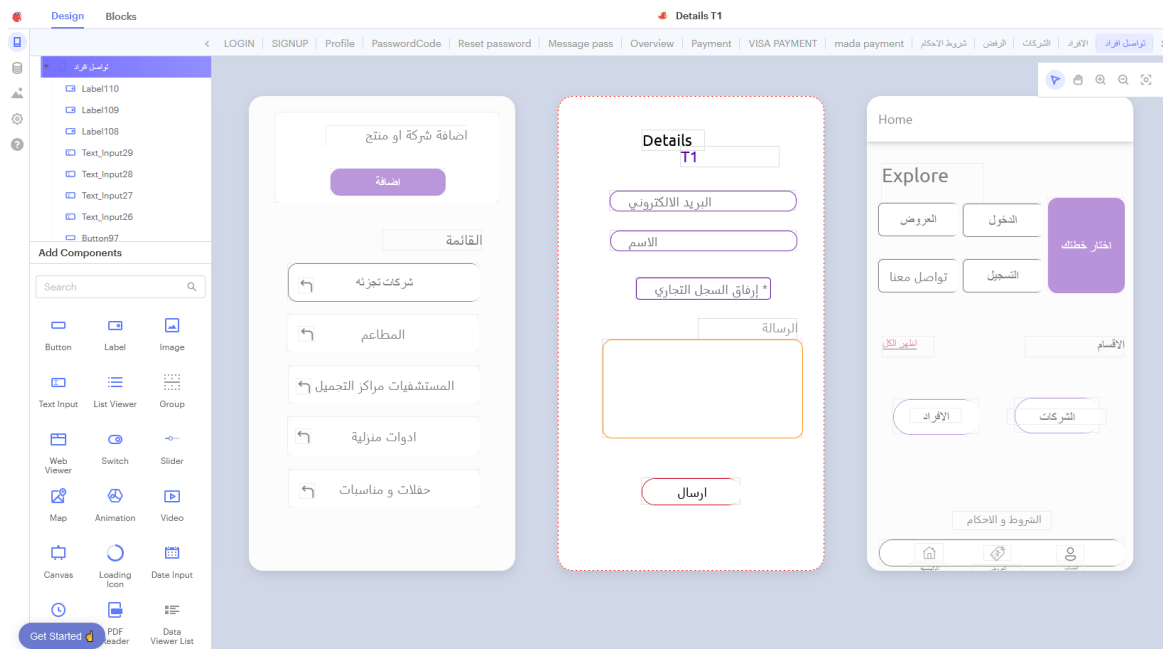 Design Blocks
Details T1
LOGIN SIGNUP Profile PasswordCode Reset password Message pass Overview Payment VISA PAYMENT mada payment شروط الاحكام الرفض الشركات الافراد تواصل افراد
تواصل افراد
Label110
Label109
Label108
Text_Input29
Text_Input28
Text_Input27
Text_Input26
Button97
Add Components
Search
Button Label Image
Text Input List Viewer Group
Web Viewer Switch Slider
Map Animation Video
Canvas Loading Icon Date Input
PDF Reader Data Viewer List
Get Started
اضافة شركة او منتج
اضافة
القائمة
شركات تجزئه
المطاعم
المستشفيات مراكز التجميل
ادوات منزلية
حفلات و مناسبات
Details
T1
البريد الالكتروني
الاسم
* إرفاق السجل التجاري
الرسالة
ارسال
Home
Explore
العروض الدخول
اختار خطتك
تواصل معنا التسجيل
اظهر الكل الاقسام
الافراد الشركات
الشروط و الاحكام